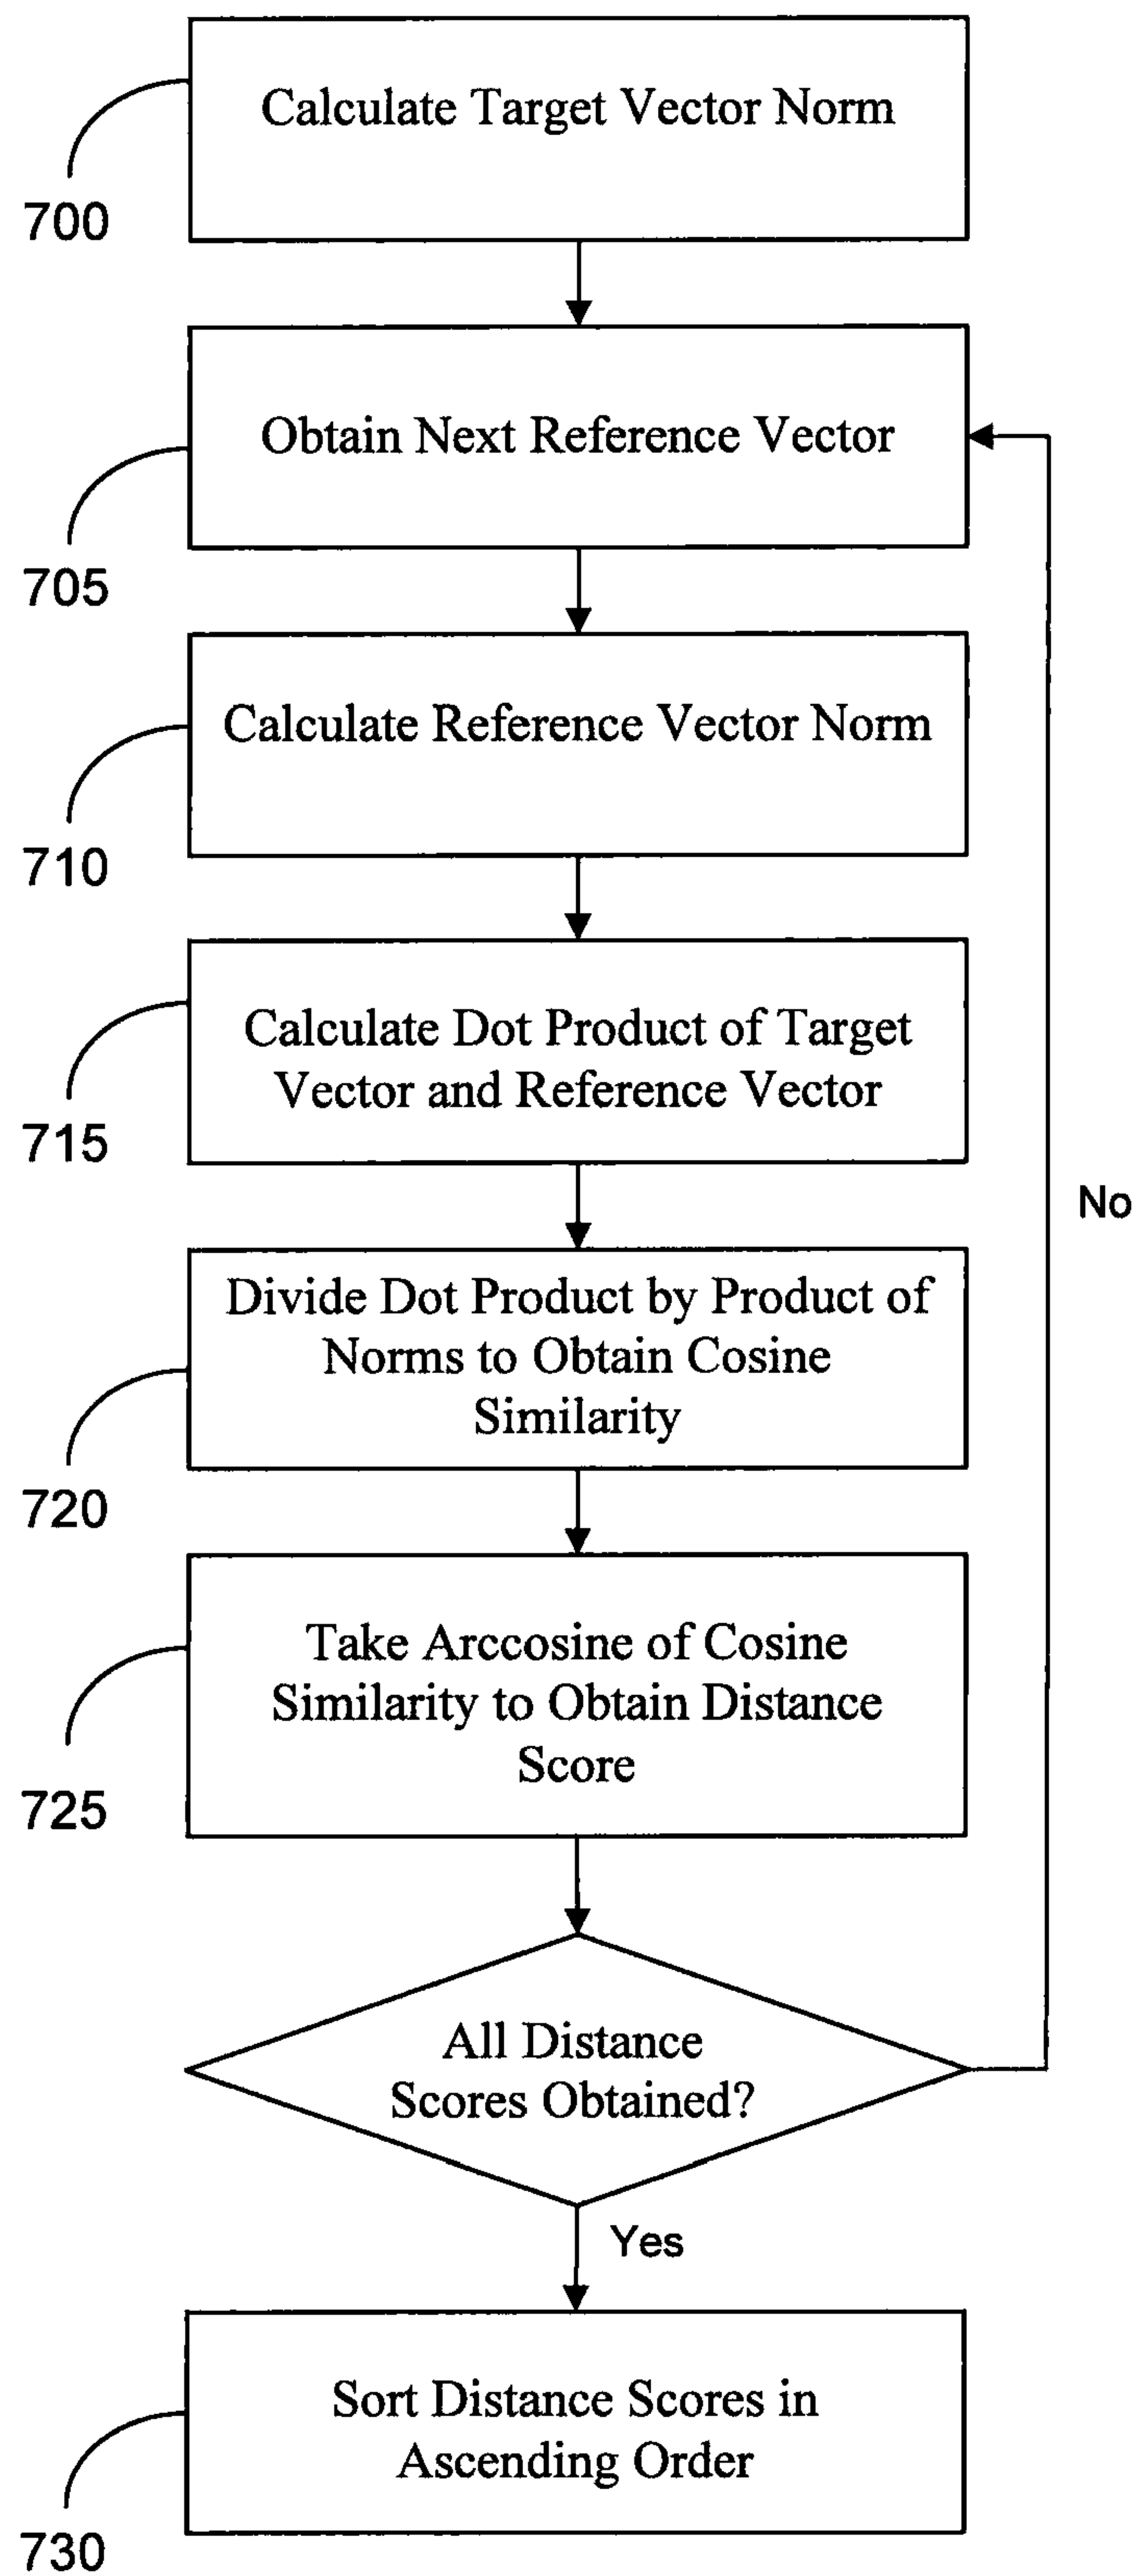 Calculate Target Vector Norm
700
Obtain Next Reference Vector
705
Calculate Reference Vector Norm
710
Calculate Dot Product of Target
Vector and Reference Vector
715
No
Divide Dot Product by Product of
Norms to Obtain Cosine
Similarity
720
Take Arccosine of Cosine
Similarity to Obtain Distance
Score
725
All Distance
Scores Obtained?
Yes
Sort Distance Scores in
Ascending Order
730